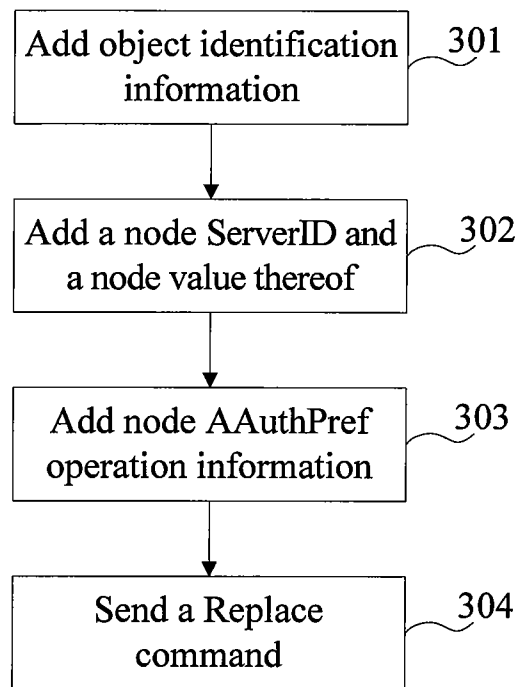 Add object identification
information
301
Add a node ServerID and
a node value thereof
302
Add node AAuthPref
operation information
303
Send a Replace
command
304